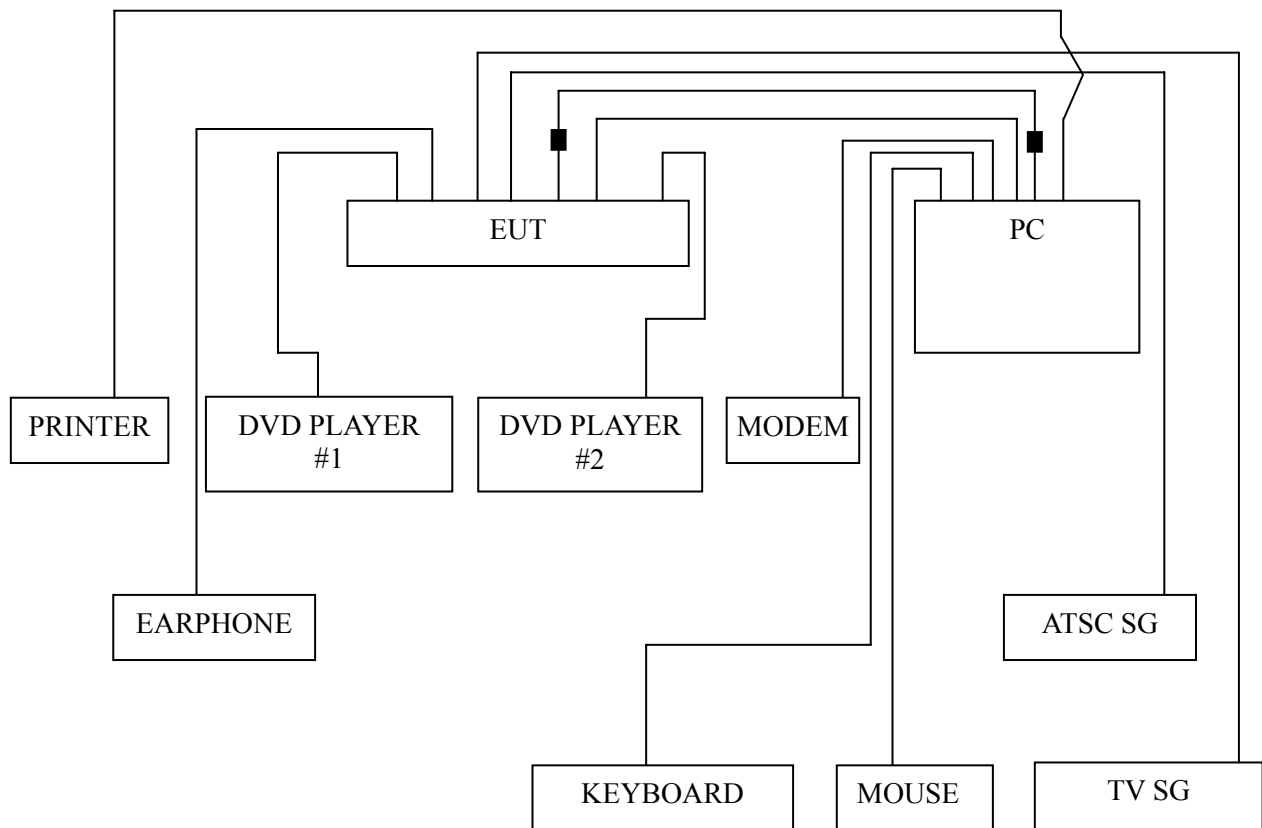 EUT
PC
PRINTER
DVD PLAYER
#1
DVD PLAYER
#2
MODEM
EARPHONE
ATSC SG
KEYBOARD
MOUSE
TV SG